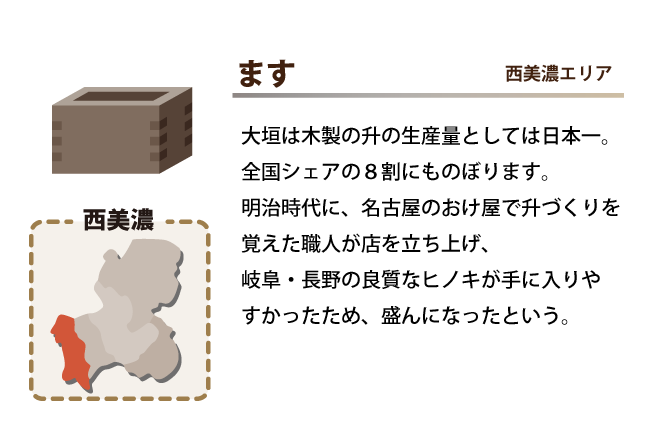 ます
西美濃エリア
大垣は木製の升の生産量としては日本一。
全国シェアの８割にものぼります。
明治時代に、名古屋のおけ屋で升づくりを
覚えた職人が店を立ち上げ、
岐阜・長野の良質なヒノキが手に入りや
すかったため、盛んになったという。
西美濃